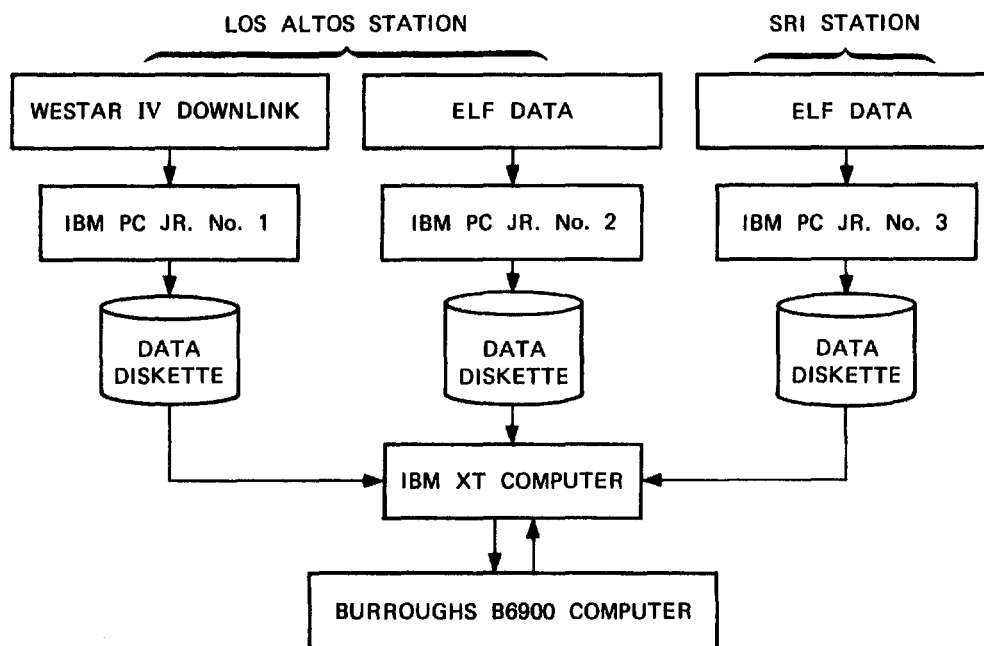 LOS ALTOS STATION
SRI STATION
WESTAR IV DOWNLINK
ELF DATA
ELF DATA
IBM PC JR. No. 1
IBM PC JR. No. 2
IBM PC JR. No. 3
DATA
DISKETTE
DATA
DISKETTE
DATA
DISKETTE
IBM XT COMPUTER
BURROUGHS B6900 COMPUTER